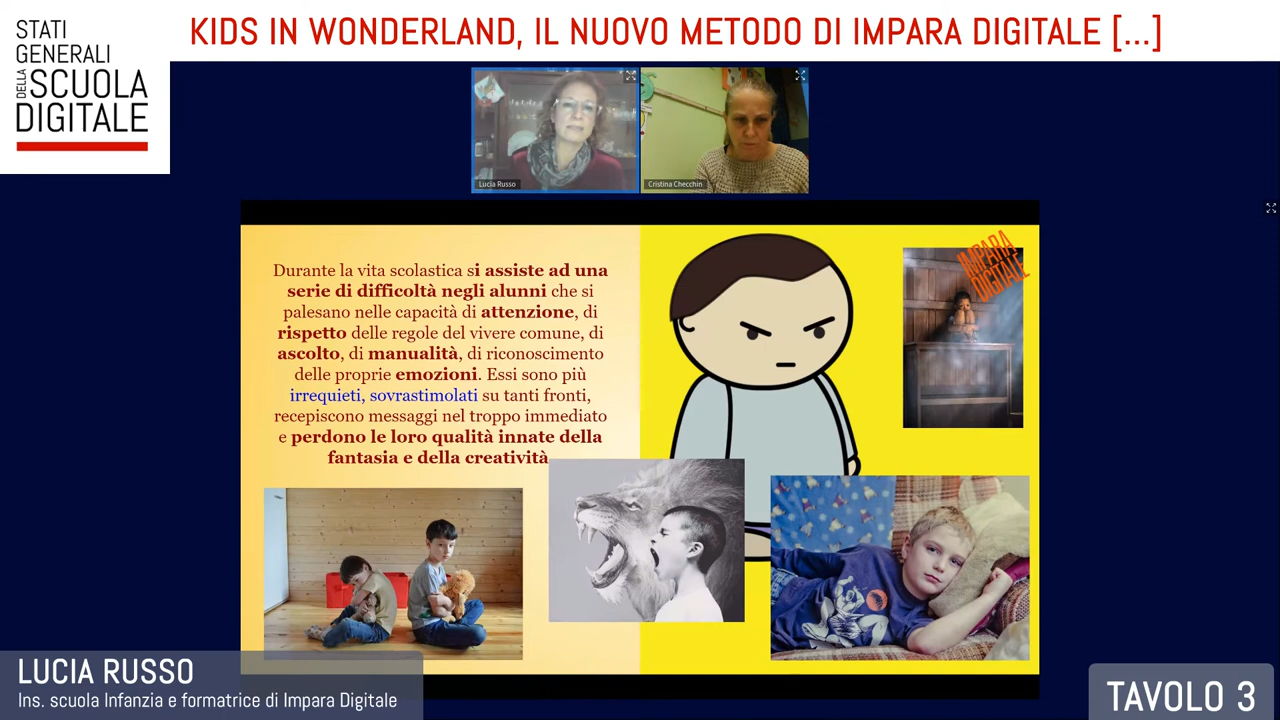 STATI
GENERALI
DELLA SCUOLA
DIGITALE
KIDS IN WONDERLAND, IL NUOVO METODO DI IMPARA DIGITALE [...]
Lucia Russo
Cristina Checchin
Durante la vita scolastica si assiste ad una
serie di difficoltà negli alunni che si
palesano nelle capacità di attenzione, di
rispetto delle regole del vivere comune, di
ascolto, di manualità, di riconoscimento
delle proprie emozioni. Essi sono più
irrequieti, sovrastimolati su tanti fronti,
recepiscono messaggi nel troppo immediato
e perdono le loro qualità innate della
fantasia e della creatività
IMPARA
DIGITALE
LUCIA RUSSO
Ins. scuola Infanzia e formatrice di Impara Digitale
TAVOLO 3